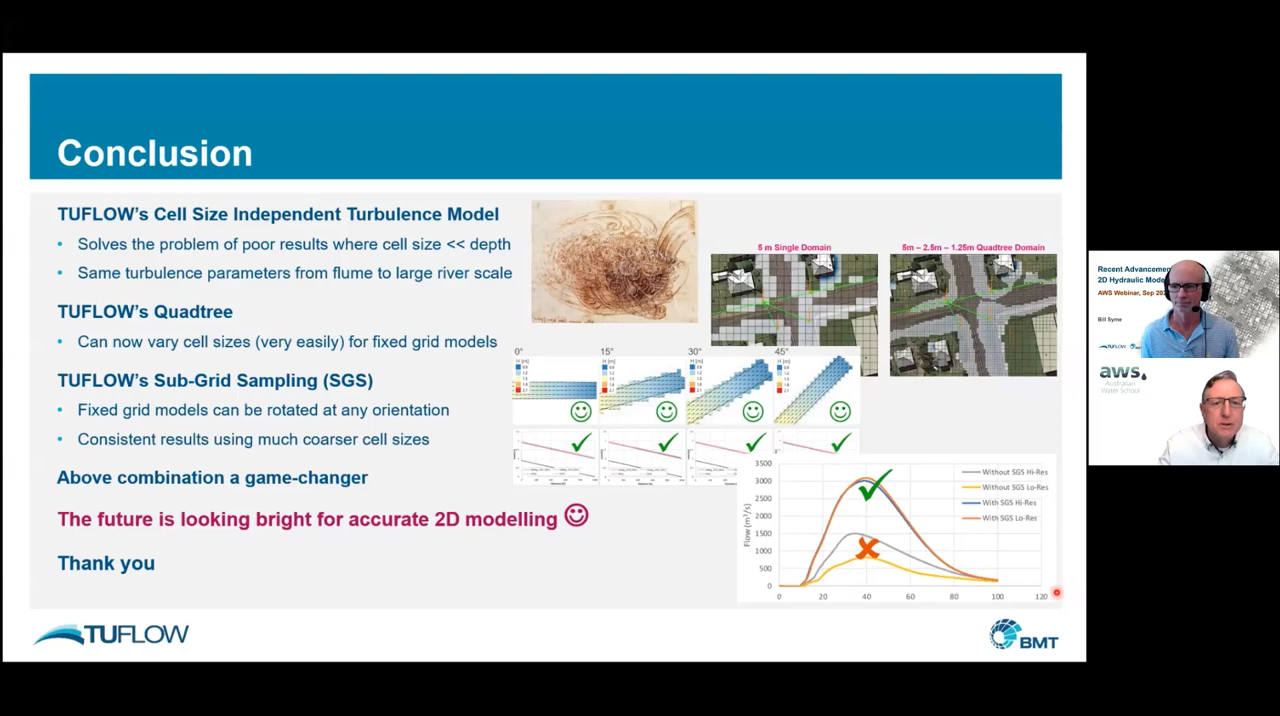 Conclusion
TUFLOW's Cell Size Independent Turbulence Model
• Solves the problem of poor results where cell size << depth
• Same turbulence parameters from flume to large river scale
TUFLOW's Quadtree
• Can now vary cell sizes (very easily) for fixed grid models
TUFLOW's Sub-Grid Sampling (SGS)
• Fixed grid models can be rotated at any orientation
• Consistent results using much coarser cell sizes
Above combination a game-changer
The future is looking bright for accurate 2D modelling
Thank you
5 m Single Domain
5m – 2.5m – 1.25m Quadtree Domain
0°
15°
30°
45°
Flow (m³/s)
3500
3000
2500
2000
1500
1000
500
0
0 20 40 60 80 100 120
Without SGS Hi-Res
Without SGS Lo-Res
With SGS Hi-Res
With SGS Lo-Res
TUFLOW
BMT
Recent Advancemen
2D Hydraulic Mode
AWS Webinar, Sep 20
Bill Syme
TUFLOW
aws
Australian
Water School